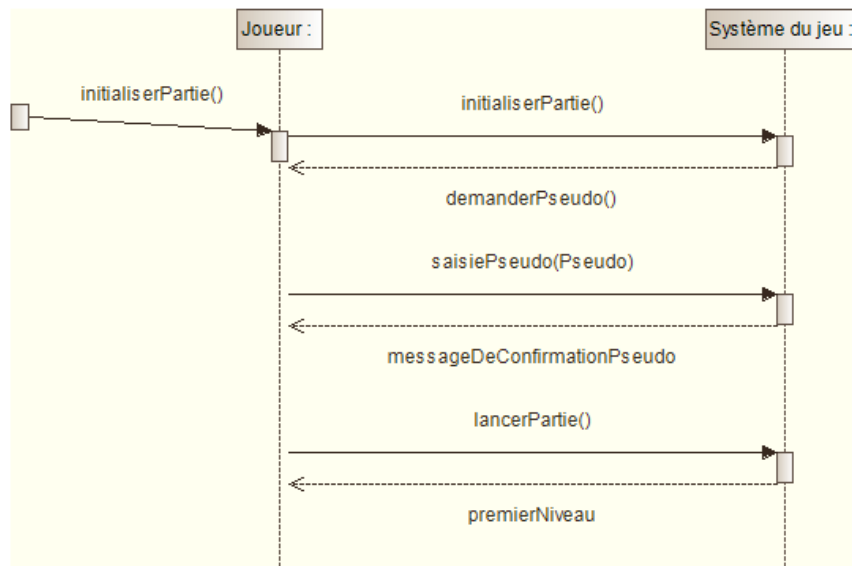 Joueur :
Système du jeu :
initialiserPartie()
initialiserPartie()
demanderPseudo()
saisiePseudo(Pseudo)
messageDeConfirmationPseudo
lancerPartie()
premierNiveau